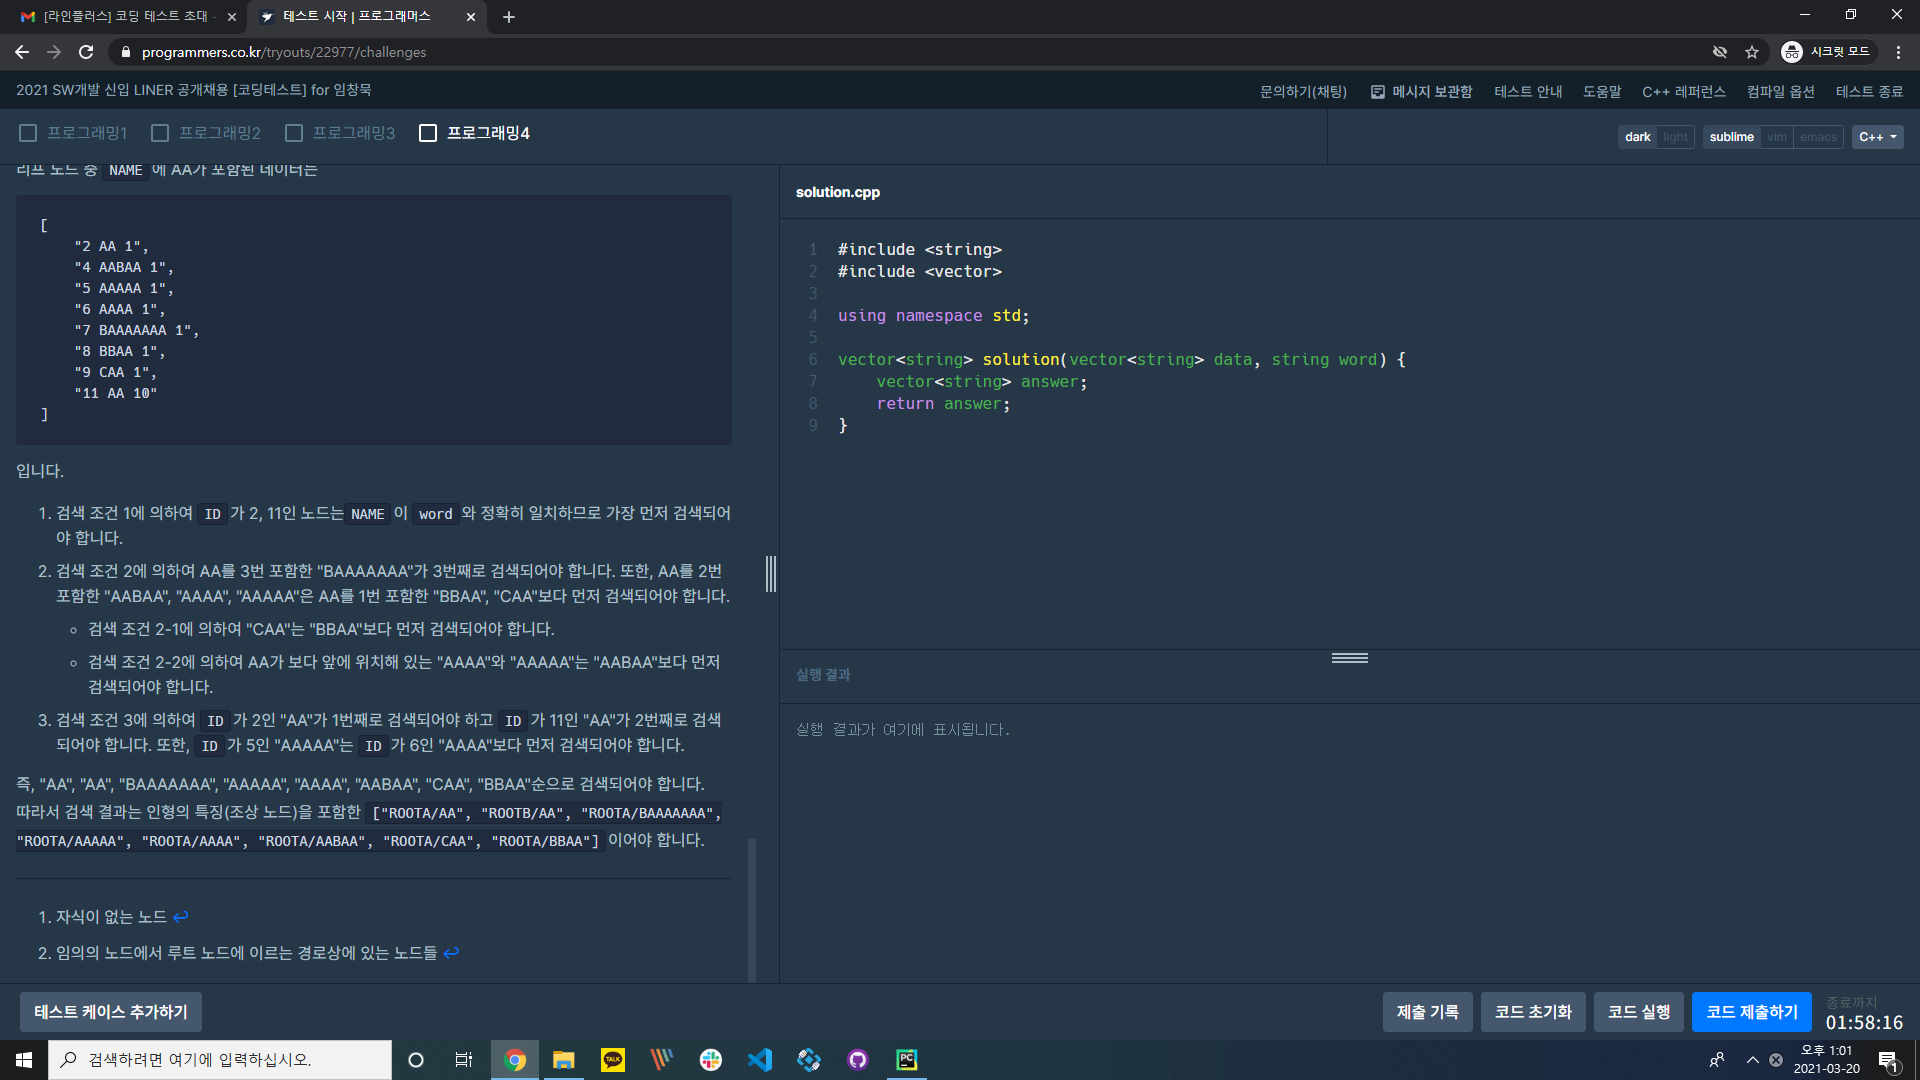 [라인플러스] 코딩 테스트 초대 -
테스트 시작 | 프로그래머스
programmers.co.kr/tryouts/22977/challenges
시크릿 모드
2021 SW개발 신입 LINER 공개채용 [코딩테스트] for 임창묵
문의하기(채팅) 메시지 보관함 테스트 안내 도움말 C++ 레퍼런스 컴파일 옵션 테스트 종료
프로그래밍1 프로그래밍2 프로그래밍3 프로그래밍4
dark light sublime vim emacs C++
리프 노드 중 NAME 에 AA가 포함된 데이터는
[
"2 AA 1",
"4 AABAA 1",
"5 AAAAA 1",
"6 AAAA 1",
"7 BAAAAAAA 1",
"8 BBAA 1",
"9 CAA 1",
"11 AA 10"
]
입니다.
1. 검색 조건 1에 의하여 ID 가 2, 11인 노드는 NAME 이 word 와 정확히 일치하므로 가장 먼저 검색되어
야 합니다.
2. 검색 조건 2에 의하여 AA를 3번 포함한 "BAAAAAAA"가 3번째로 검색되어야 합니다. 또한, AA를 2번
포함한 "AABAA", "AAAA", "AAAAA"은 AA를 1번 포함한 "BBAA", "CAA"보다 먼저 검색되어야 합니다.
검색 조건 2-1에 의하여 "CAA"는 "BBAA"보다 먼저 검색되어야 합니다.
검색 조건 2-2에 의하여 AA가 보다 앞에 위치해 있는 "AAAA"와 "AAAAA"는 "AABAA"보다 먼저
검색되어야 합니다.
3. 검색 조건 3에 의하여 ID 가 2인 "AA"가 1번째로 검색되어야 하고 ID 가 11인 "AA"가 2번째로 검색
되어야 합니다. 또한, ID 가 5인 "AAAAA"는 ID 가 6인 "AAAA"보다 먼저 검색되어야 합니다.
즉, "AA", "AA", "BAAAAAAA", "AAAAA", "AAAA", "AABAA", "CAA", "BBAA"순으로 검색되어야 합니다.
따라서 검색 결과는 인형의 특징(조상 노드)을 포함한 ["ROOTA/AA", "ROOTB/AA", "ROOTA/BAAAAAAA",
"ROOTA/AAAAA", "ROOTA/AAAA", "ROOTA/AABAA", "ROOTA/CAA", "ROOTA/BBAA"] 이어야 합니다.
1. 자식이 없는 노드 ↩
2. 임의의 노드에서 루트 노드에 이르는 경로상에 있는 노드들 ↩
solution.cpp
1 #include <string>
2 #include <vector>
3
4 using namespace std;
5
6 vector<string> solution(vector<string> data, string word) {
7 vector<string> answer;
8 return answer;
9 }
실행 결과
실행 결과가 여기에 표시됩니다.
테스트 케이스 추가하기
제출 기록 코드 초기화 코드 실행 코드 제출하기
종료까지
01:58:16
검색하려면 여기에 입력하십시오.
TALK
PC
오후 1:01
2021-03-20
1